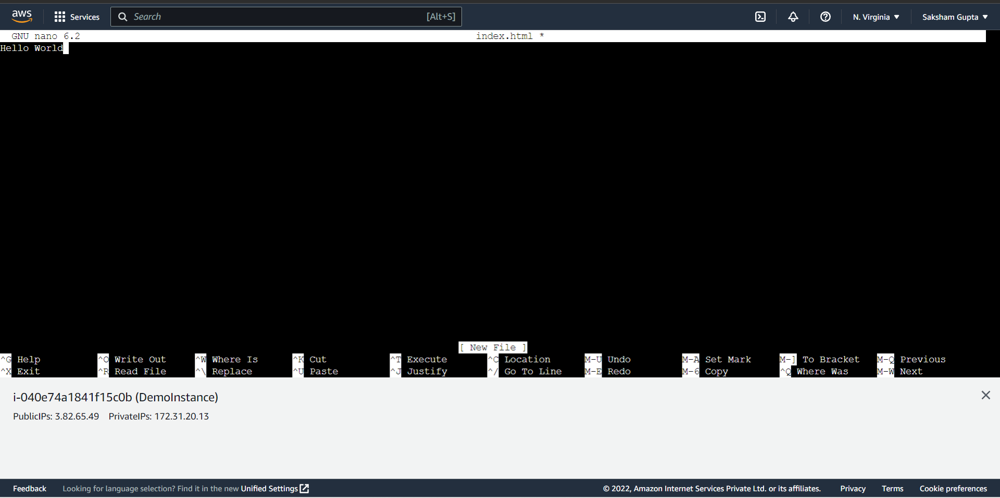 aws Services Search [Alt+S] N. Virginia Saksham Gupta
GNU nano 6.2 index.html *
Hello World
[ New File ]
^G Help ^O Write Out ^W Where Is ^K Cut ^T Execute ^C Location M-U Undo M-A Set Mark M-] To Bracket M-Q Previous
^X Exit ^R Read File ^\ Replace ^U Paste ^J Justify ^/ Go To Line M-E Redo M-6 Copy ^Q Where Was M-W Next
i-040e74a1841f15c0b (DemoInstance)
PublicIPs: 3.82.65.49 PrivateIPs: 172.31.20.13
Feedback Looking for language selection? Find it in the new Unified Settings © 2022, Amazon Internet Services Private Ltd. or its affiliates. Privacy Terms Cookie preferences